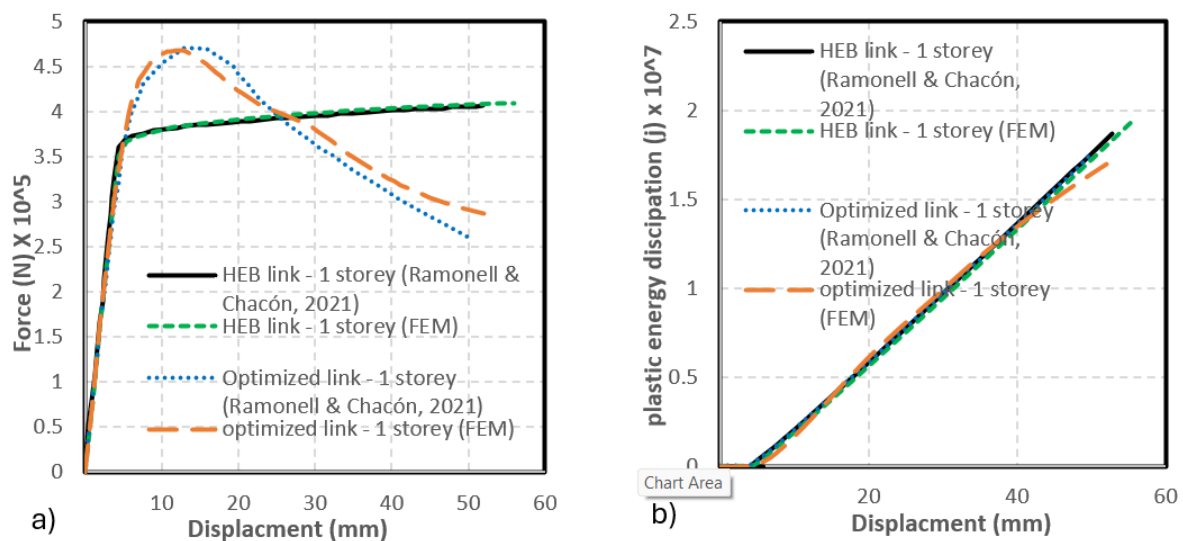 5
4.5
4
3.5
3
2.5
2
1.5
1
0.5
0
Force (N) X 10^5
HEB link - 1 storey (Ramonell &
Chacón, 2021)
HEB link - 1 storey (FEM)
Optimized link - 1 storey
(Ramonell & Chacón, 2021)
optimized link - 1 storey (FEM)
0 10 20 30 40 50 60
Displacment (mm)
a)
2.5
2
1.5
1
0.5
0
plastic energy discipation (j) x 10^7
HEB link - 1 storey
(Ramonell & Chacón,
2021)
HEB link - 1 storey (FEM)
Optimized link - 1 storey
(Ramonell & Chacón,
2021)
optimized link - 1 storey
(FEM)
Chart Area
20 40 60
Displacment (mm)
b)